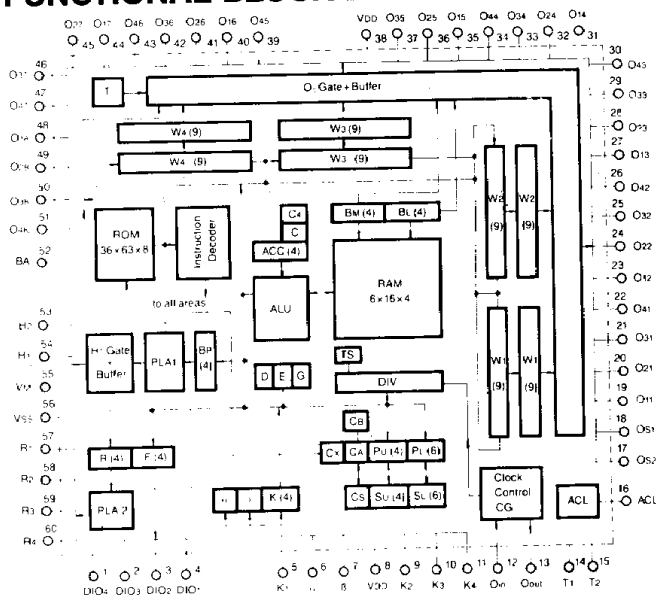 O17 O46 O36 O26 O16 O45
45 44 43 42 41 40 39
VDD O35 O25 O15 O44 O34 O24 O14
38 37 36 35 34 33 32 31
46
47
48
49
50
51
52
BA
53
54
55
VM
56
VSS
57
R1
58
R2
59
R3
60
R4
O-Gate+Buffer
W4 (9)
W3 (9)
W4 (9)
W3 (9)
ROM
36×63×8
Instruction
Decoder
to all areas
C4
C
ACC (4)
ALU
BM (4)
BL (4)
RAM
6×16×4
W2
(9)
W2
(9)
W1
(9)
W1
(9)
Gate
Buffer
PLA1
BP
(4)
D E G
TS
DIV
CB
CX CA PU (4) PL (6)
CS SU (4) SL (6)
R (4) F (4)
PLA 2
K (4)
Clock
Control
CG
ACL
30
O43
29
O33
28
O23
27
O13
26
O42
25
O32
24
O22
23
O12
22
O41
21
O31
20
O21
19
O11
18
OS1
17
OS2
16
ACL
1 2 3 4
DIO4 DIO3 DIO2 DIO1
5 6 7 8 9 10 11 12 13 14 15
K1 β VDD K2 K3 K4 Oin Oout T1 T2